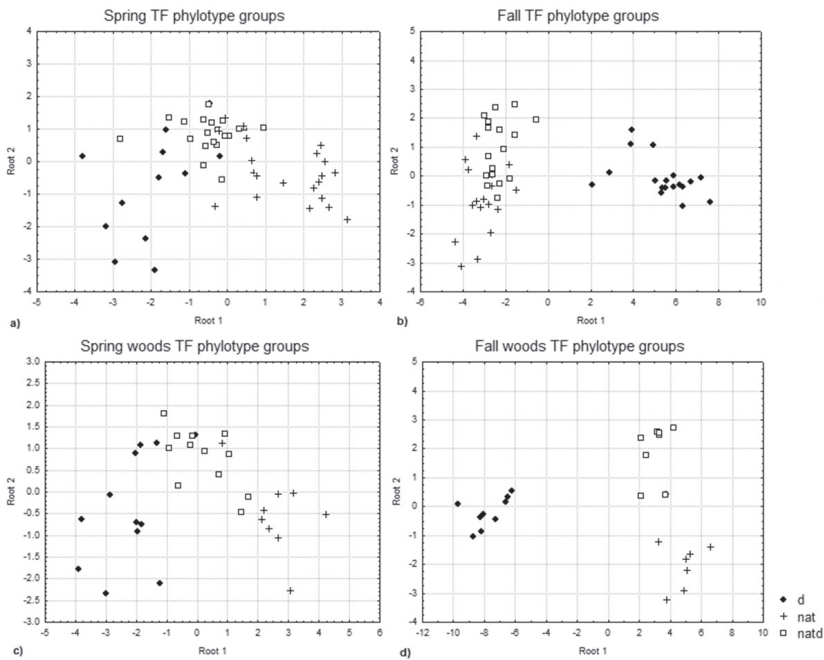 Spring TF phylotype groups
4
3
2
1
0
-1
-2
-3
-4
Root 2
-5 -4 -3 -2 -1 0 1 2 3 4
Root 1
a)
Fall TF phylotype groups
5
4
3
2
1
0
-1
-2
-3
-4
Root 2
-6 -4 -2 0 2 4 6 8 10
Root 1
b)
Spring woods TF phylotype groups
3.0
2.5
2.0
1.5
1.0
0.5
0.0
-0.5
-1.0
-1.5
-2.0
-2.5
-3.0
Root 2
-5 -4 -3 -2 -1 0 1 2 3 4 5 6
Root 1
c)
Fall woods TF phylotype groups
5
4
3
2
1
0
-1
-2
-3
-4
Root 2
-12 -10 -8 -6 -4 -2 0 2 4 6 8 10
Root 1
d)
d
nat
natd